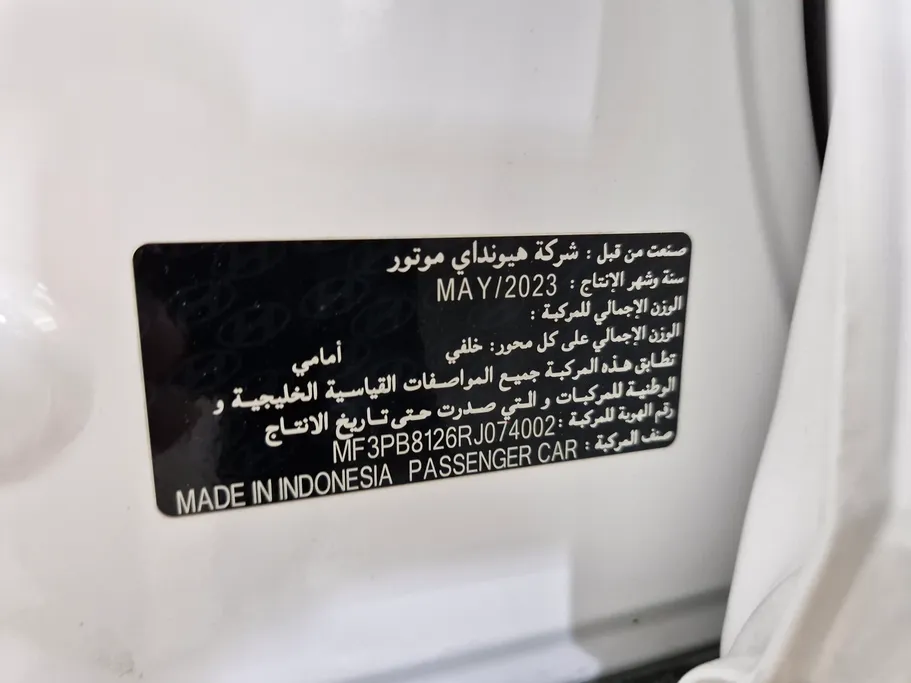 صنعت من قبل : شركة هيونداي موتور
سنة وشهر الإنتاج : MAY/2023
الوزن الإجمالي للمركبة :
الوزن الإجمالي على كل محور: خلفي أمامي
تطابق هذه المركبة جميع المواصفات القياسية الخليجية و
الوطنية للمركبات و التي صدرت حتى تاريخ الانتاج
رقم الهوية للمركبة : MF3PB8126RJ074002
صنف المركبة : PASSENGER CAR MADE IN INDONESIA